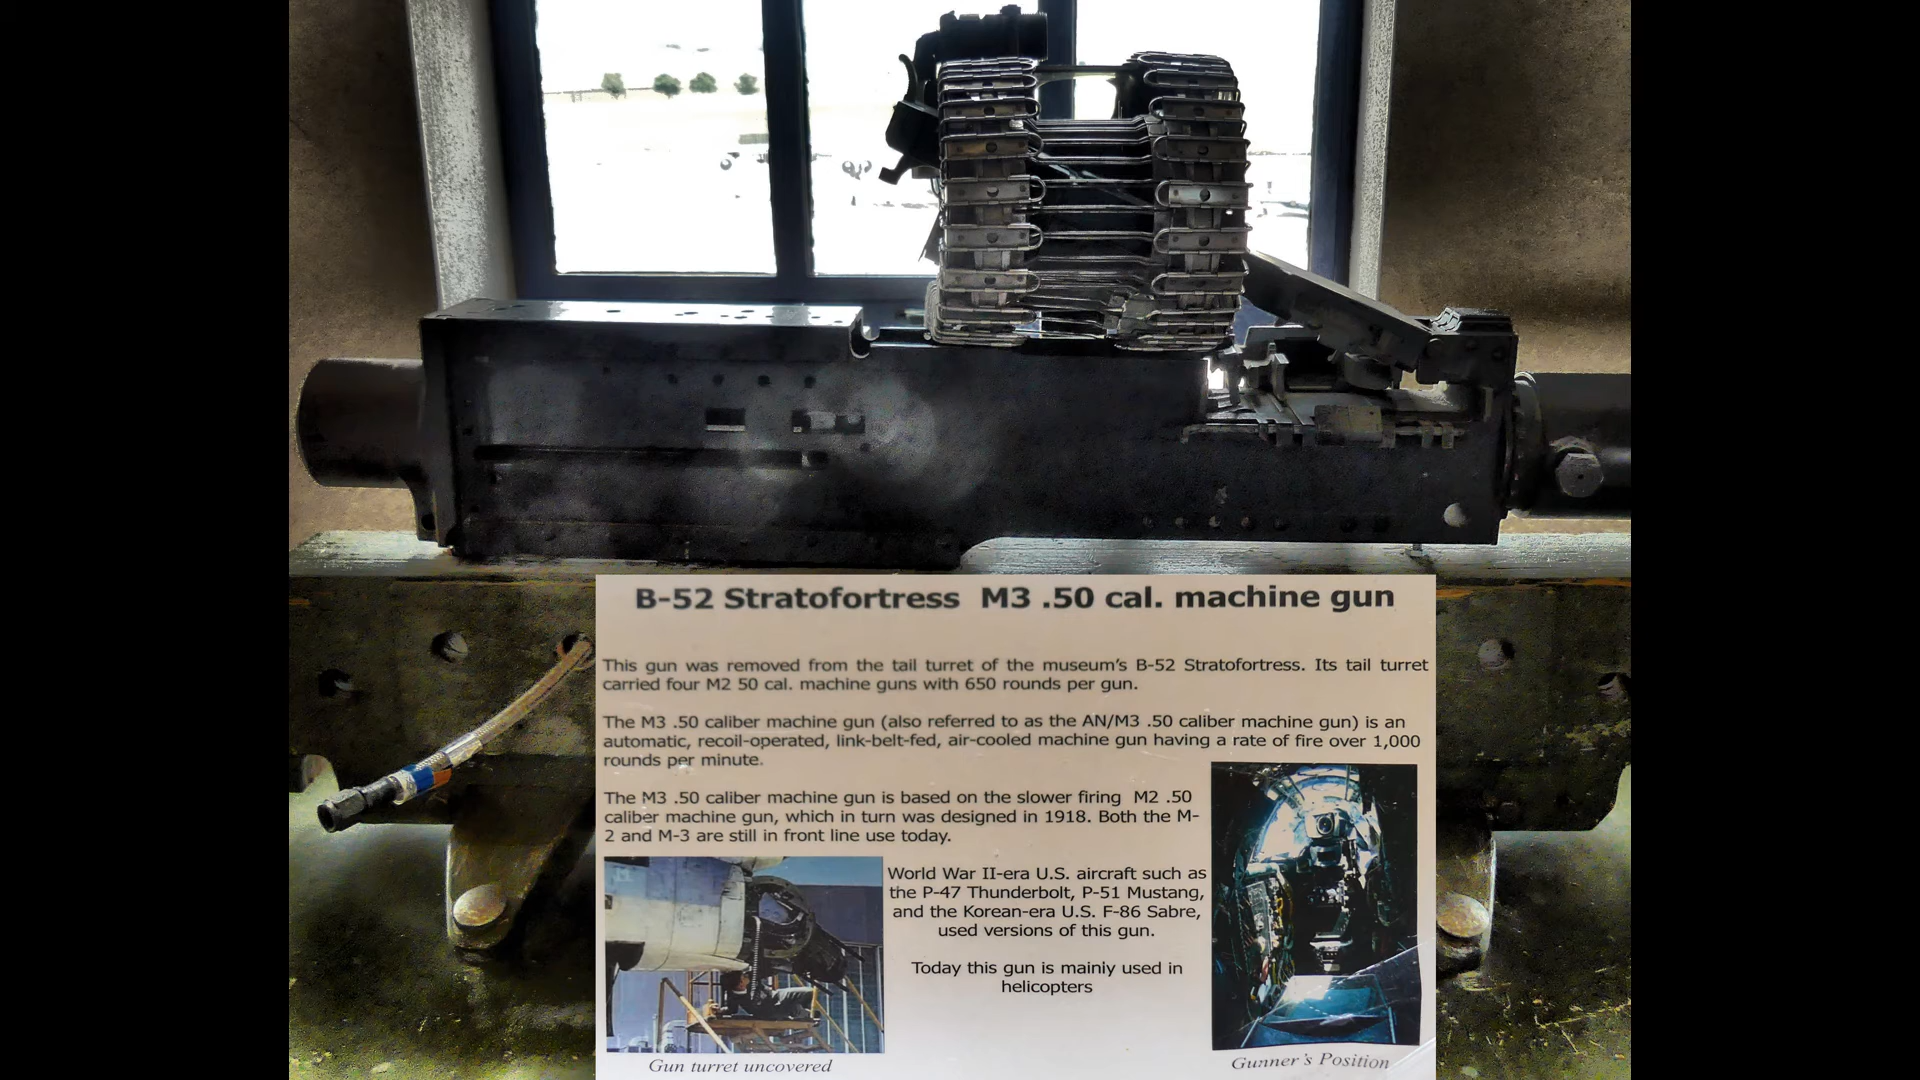 B-52 Stratofortress M3 .50 cal. machine gun
This gun was removed from the tail turret of the museum's B-52 Stratofortress. Its tail turret
carried four M2 50 cal. machine guns with 650 rounds per gun.
The M3 .50 caliber machine gun (also referred to as the AN/M3 .50 caliber machine gun) is an
automatic, recoil-operated, link-belt-fed, air-cooled machine gun having a rate of fire over 1,000
rounds per minute.
The M3 .50 caliber machine gun is based on the slower firing M2 .50
caliber machine gun, which in turn was designed in 1918. Both the M-
2 and M-3 are still in front line use today.
World War II-era U.S. aircraft such as
the P-47 Thunderbolt, P-51 Mustang,
and the Korean-era U.S. F-86 Sabre,
used versions of this gun.
Today this gun is mainly used in
helicopters
Gun turret uncovered
Gunner's Position